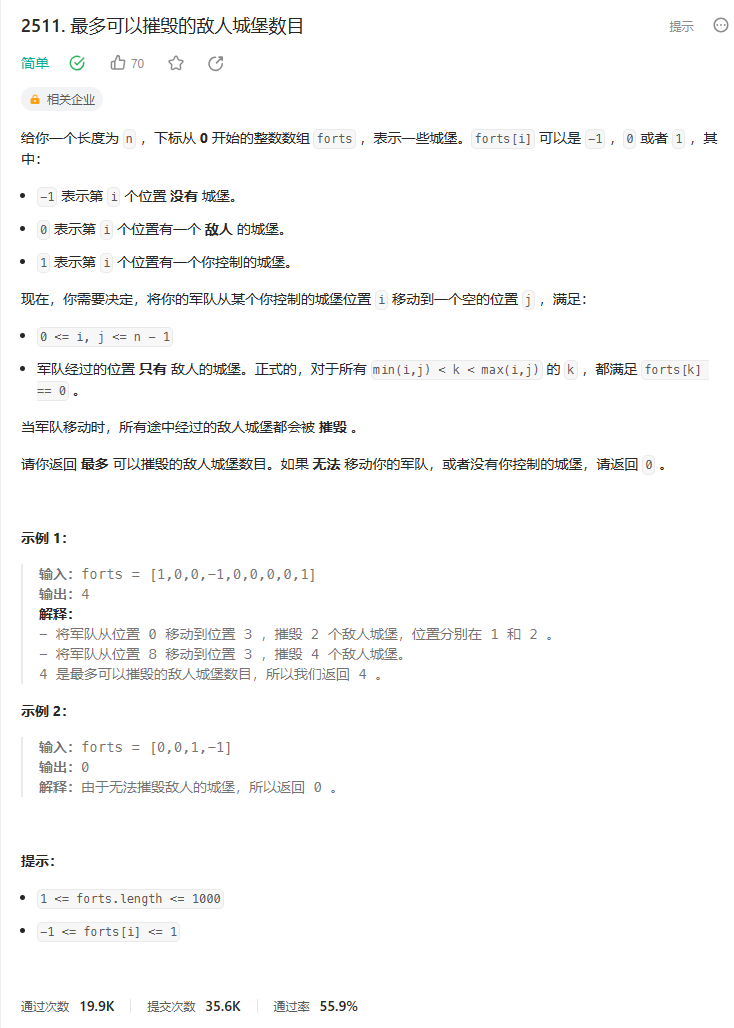 2511. 最多可以摧毁的敌人城堡数目
提示
简单
70
相关企业
给你一个长度为 n ，下标从 0 开始的整数数组 forts ，表示一些城堡。forts[i] 可以是 -1 ，0 或者 1 ，其
中：
-1 表示第 i 个位置 没有 城堡。
0 表示第 i 个位置有一个 敌人 的城堡。
1 表示第 i 个位置有一个你控制的城堡。
现在，你需要决定，将你的军队从某个你控制的城堡位置 i 移动到一个空的位置 j ，满足：
0 <= i, j <= n - 1
军队经过的位置 只有 敌人的城堡。正式的，对于所有 min(i,j) < k < max(i,j) 的 k ，都满足 forts[k]
== 0 。
当军队移动时，所有途中经过的敌人城堡都会被 摧毁 。
请你返回 最多 可以摧毁的敌人城堡数目。如果 无法 移动你的军队，或者没有你控制的城堡，请返回 0 。
示例 1：
输入：forts = [1,0,0,-1,0,0,0,0,1]
输出：4
解释：
- 将军队从位置 0 移动到位置 3 ，摧毁 2 个敌人城堡，位置分别在 1 和 2 。
- 将军队从位置 8 移动到位置 3 ，摧毁 4 个敌人城堡。
4 是最多可以摧毁的敌人城堡数目，所以我们返回 4 。
示例 2：
输入：forts = [0,0,1,-1]
输出：0
解释：由于无法摧毁敌人的城堡，所以返回 0 。
提示：
1 <= forts.length <= 1000
-1 <= forts[i] <= 1
通过次数 19.9K 提交次数 35.6K 通过率 55.9%